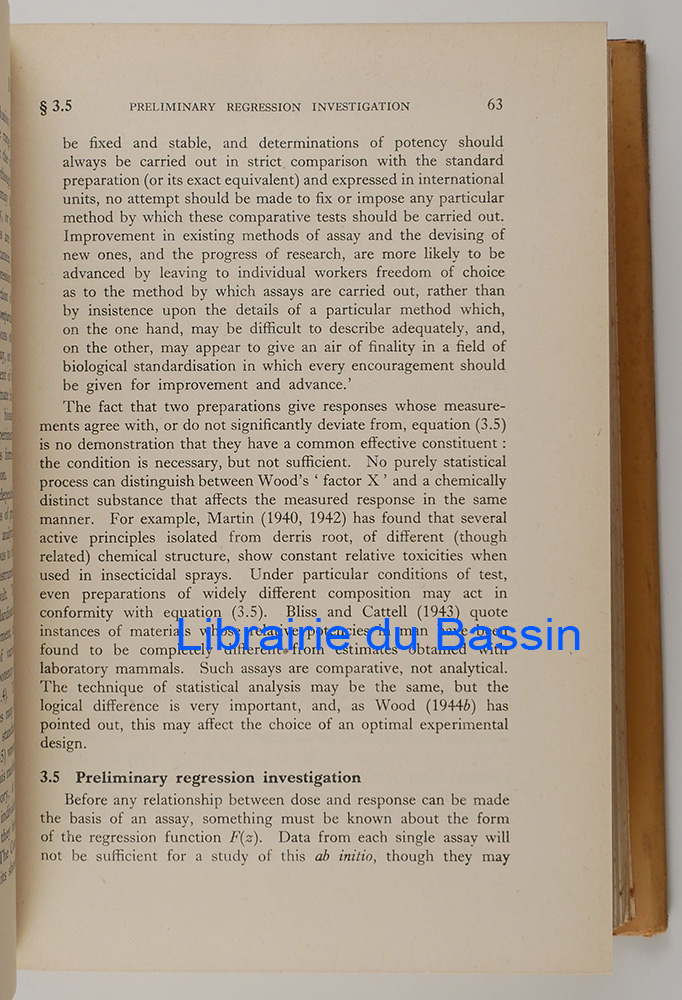 § 3.5 PRELIMINARY REGRESSION INVESTIGATION 63
be fixed and stable, and determinations of potency should
always be carried out in strict comparison with the standard
preparation (or its exact equivalent) and expressed in international
units, no attempt should be made to fix or impose any particular
method by which these comparative tests should be carried out.
Improvement in existing methods of assay and the devising of
new ones, and the progress of research, are more likely to be
advanced by leaving to individual workers freedom of choice
as to the method by which assays are carried out, rather than
by insistence upon the details of a particular method which,
on the one hand, may be difficult to describe adequately, and,
on the other, may appear to give an air of finality in a field of
biological standardisation in which every encouragement should
be given for improvement and advance.’
The fact that two preparations give responses whose measure-
ments agree with, or do not significantly deviate from, equation (3.5)
is no demonstration that they have a common effective constituent :
the condition is necessary, but not sufficient. No purely statistical
process can distinguish between Wood’s ‘ factor X ’ and a chemically
distinct substance that affects the measured response in the same
manner. For example, Martin (1940, 1942) has found that several
active principles isolated from derris root, of different (though
related) chemical structure, show constant relative toxicities when
used in insecticidal sprays. Under particular conditions of test,
even preparations of widely different composition may act in
conformity with equation (3.5). Bliss and Cattell (1943) quote
instances of materials whose relative potencies in man have been
Librairie du Bassin
found to be completely different from estimates obtained with
laboratory mammals. Such assays are comparative, not analytical.
The technique of statistical analysis may be the same, but the
logical difference is very important, and, as Wood (1944b) has
pointed out, this may affect the choice of an optimal experimental
design.
3.5 Preliminary regression investigation
Before any relationship between dose and response can be made
the basis of an assay, something must be known about the form
of the regression function F(z). Data from each single assay will
not be sufficient for a study of this ab initio, though they may